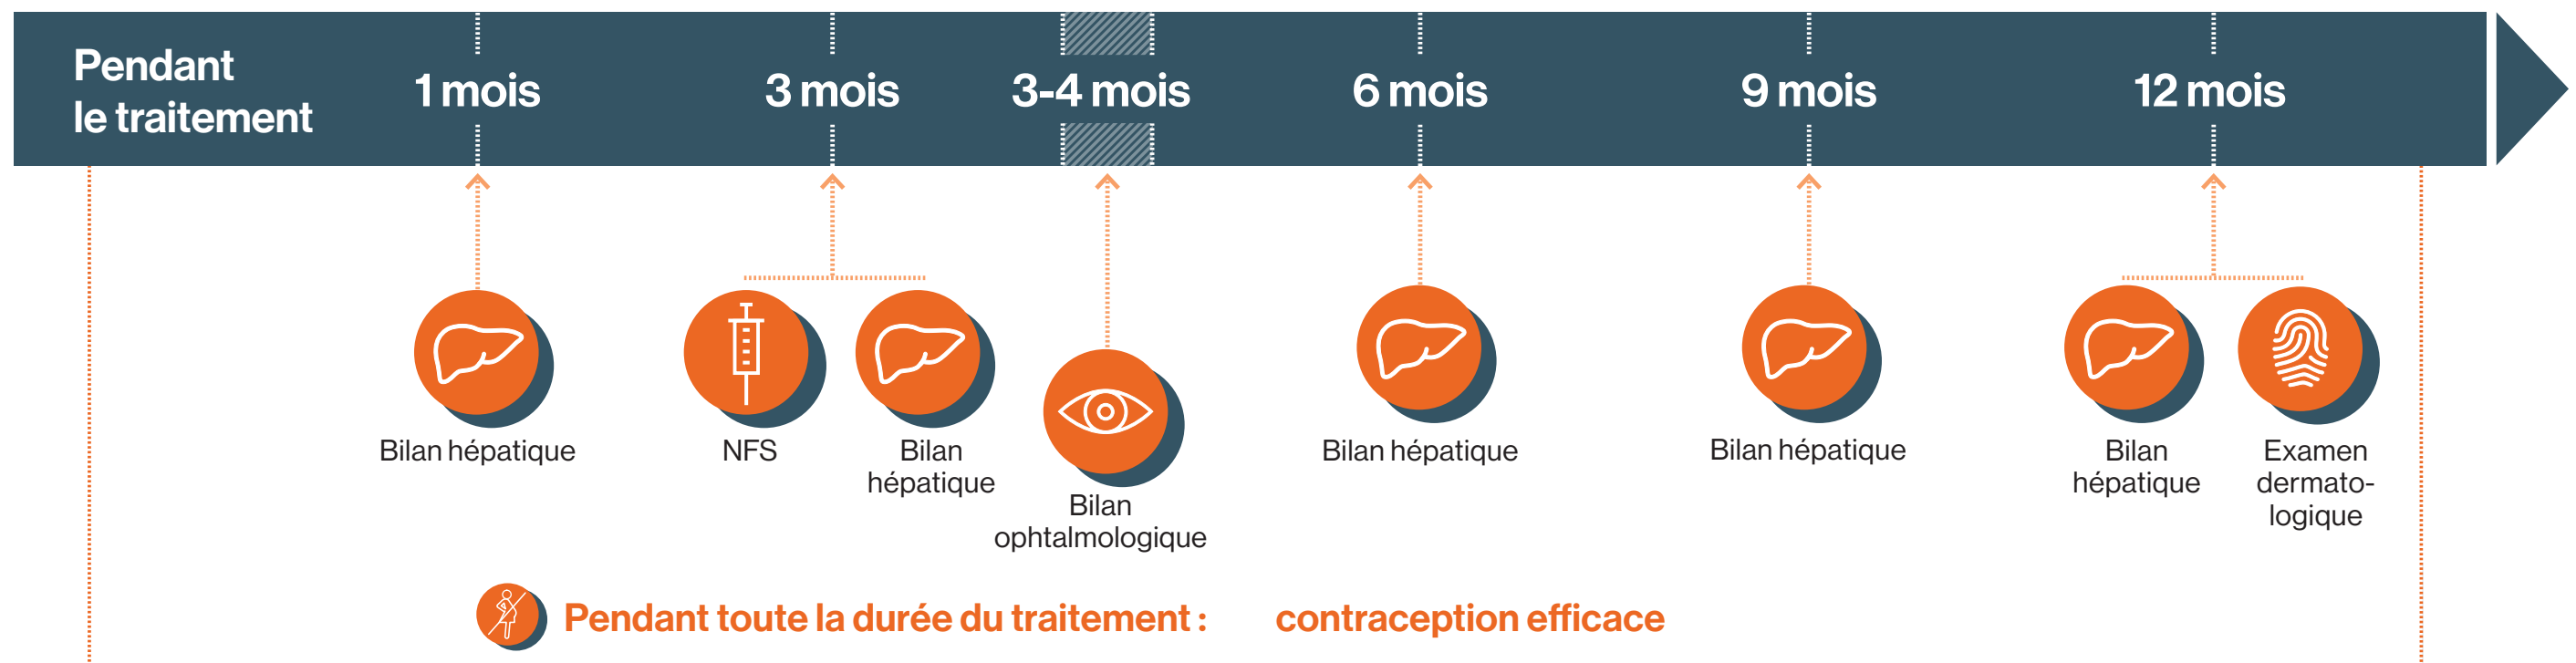 Pendant
le traitement
1 mois
3 mois
3-4 mois
6 mois
9 mois
12 mois
Bilan hépatique
NFS
Bilan
hépatique
Bilan
ophtalmologique
Bilan hépatique
Bilan hépatique
Bilan
hépatique
Examen
dermato-
logique
Pendant toute la durée du traitement : contraception efficace